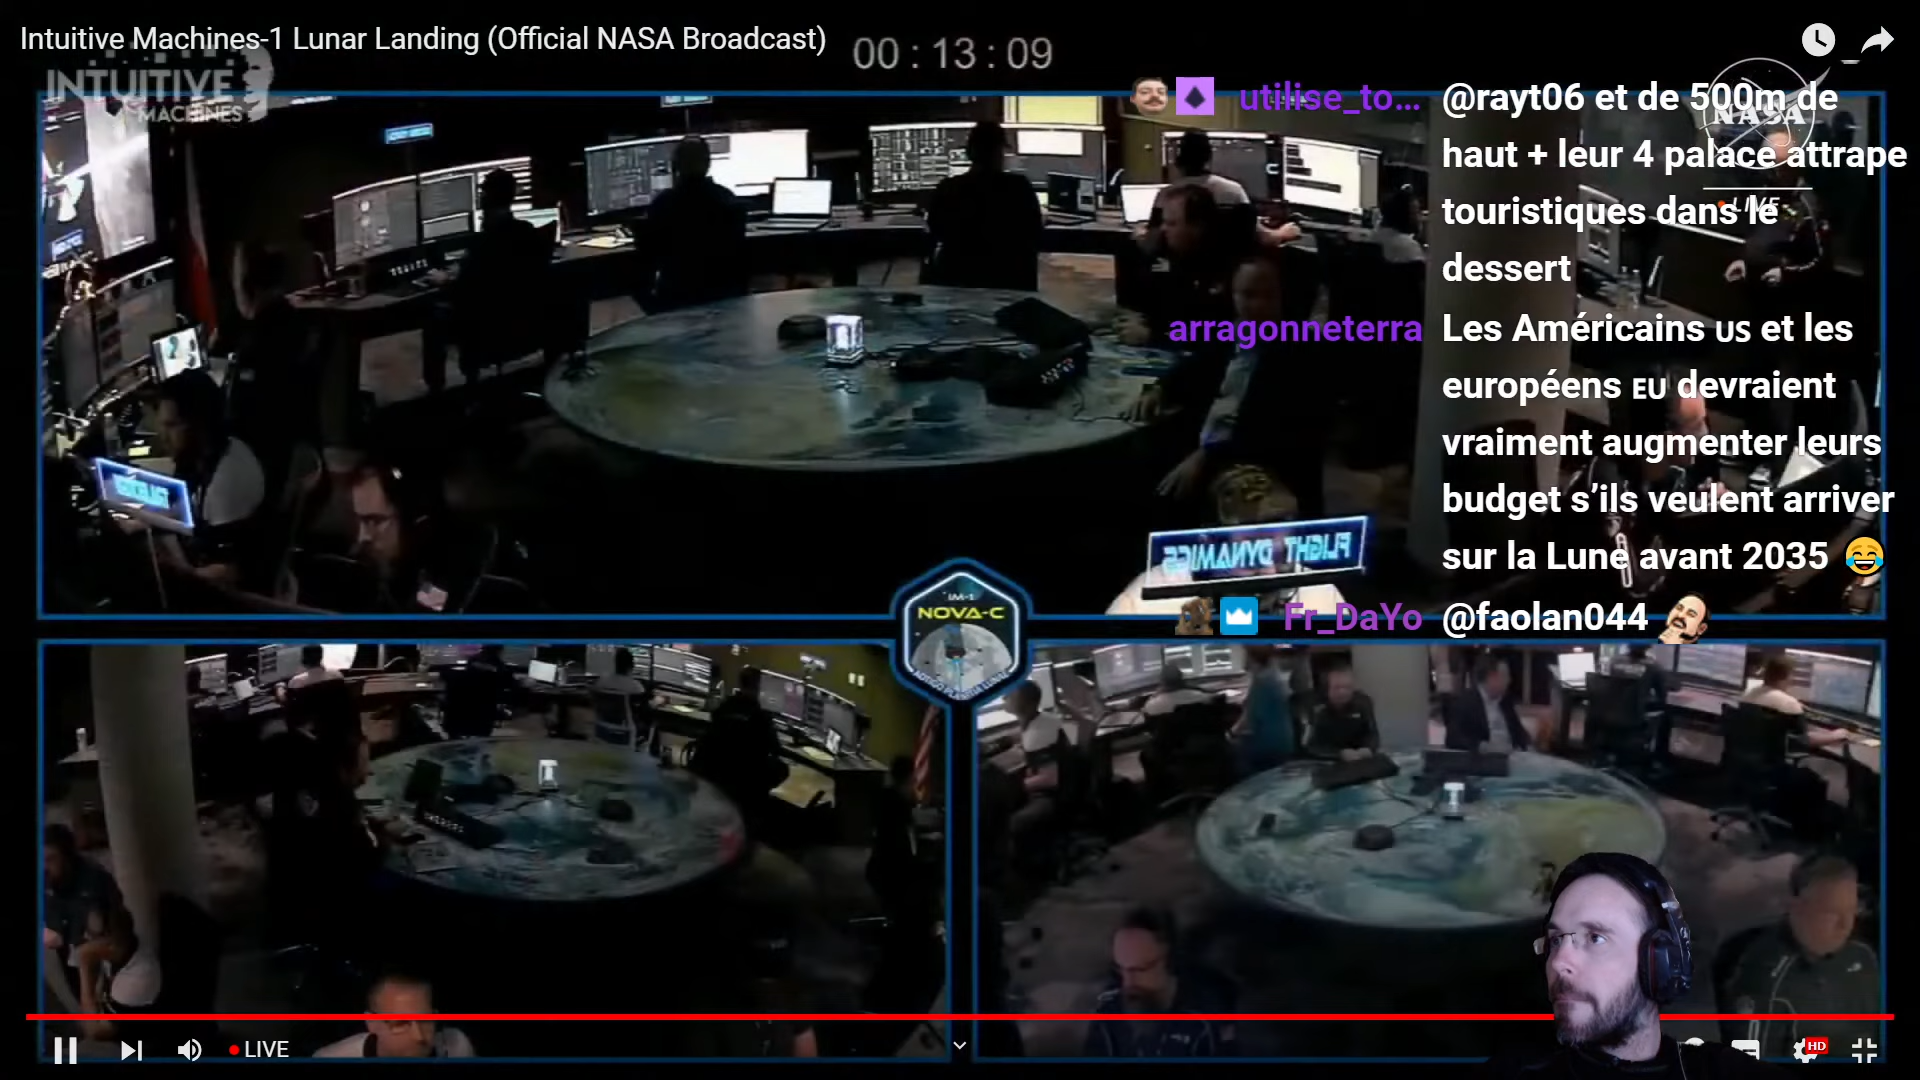 Intuitive Machines-1 Lunar Landing (Official NASA Broadcast)
00 : 13 : 09
INTUITIVE
MACHINES
NASA
LIVE
utilise_to... @rayt06 et de 500m de
haut + leur 4 palace attrape
touristiques dans le
dessert
arragonneterra Les Américains US et les
européens EU devraient
vraiment augmenter leurs
budget s’ils veulent arriver
sur la Lune avant 2035 😂
Fr_DaYo @faolan044
FLIGHT DYNAMICS
IM-1
NOVA-C
LIVE
HD